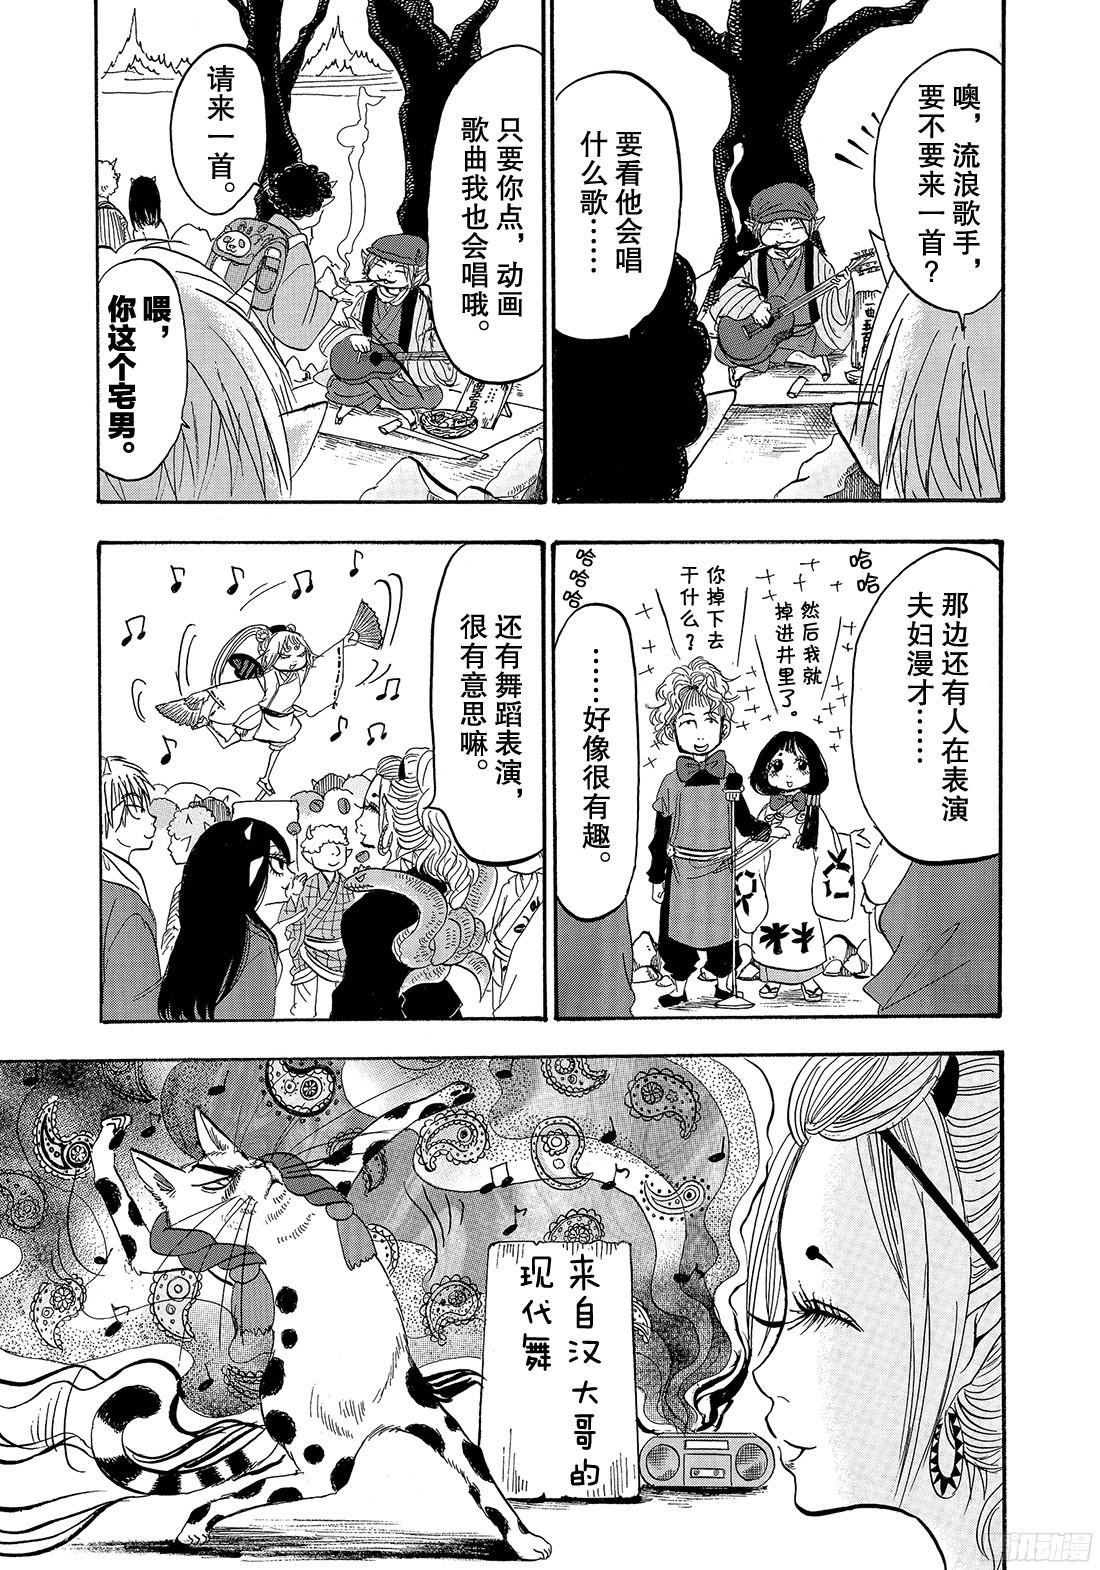 噢，流浪歌手，
要不要来一首？
一曲五百
要看他会唱
什么歌……
只要你点，动画
歌曲我也会唱哦。
请来一首。
喂，
你这个宅男。
那边还有人在表演
夫妇漫才……
哈哈
然后我就
掉进井里了。
你掉下去
干什么？
哈哈哈
……好像很有趣。
还有舞蹈表演，
很有意思嘛。
来自汉大哥的
现代舞